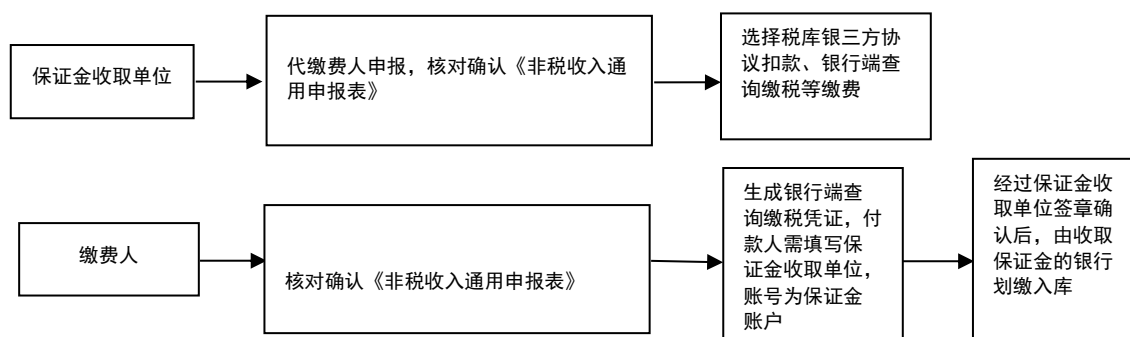 保证金收取单位
代缴费人申报，核对确认《非税收入通
用申报表》
选择税库银三方协
议扣款、银行端查
询缴税等缴费
缴费人
核对确认《非税收入通用申报表》
生成银行端查
询缴税凭证，付
款人需填写保
证金收取单位，
账号为保证金
账户
经过保证金收
取单位签章确
认后，由收取
保证金的银行
划缴入库